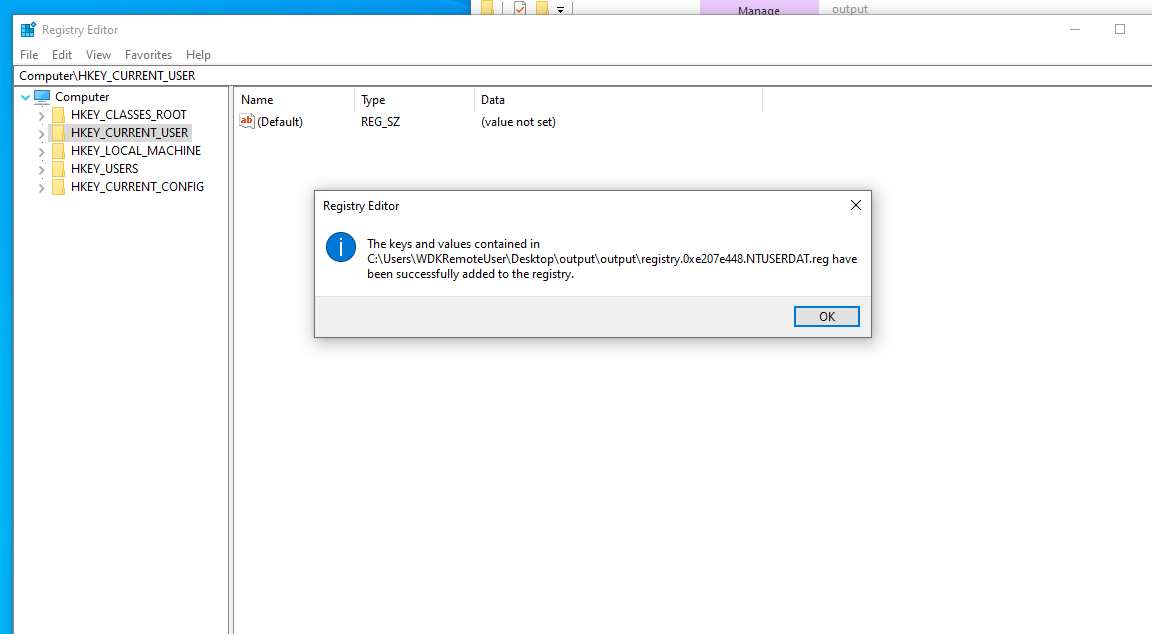 Manage
output
Registry Editor
File Edit View Favorites Help
Computer\HKEY_CURRENT_USER
Computer
HKEY_CLASSES_ROOT
HKEY_CURRENT_USER
HKEY_LOCAL_MACHINE
HKEY_USERS
HKEY_CURRENT_CONFIG
Name Type Data
ab (Default) REG_SZ (value not set)
Registry Editor
The keys and values contained in
C:\Users\WDKRemoteUser\Desktop\output\output\registry.0xe207e448.NTUSERDAT.reg have
been successfully added to the registry.
OK